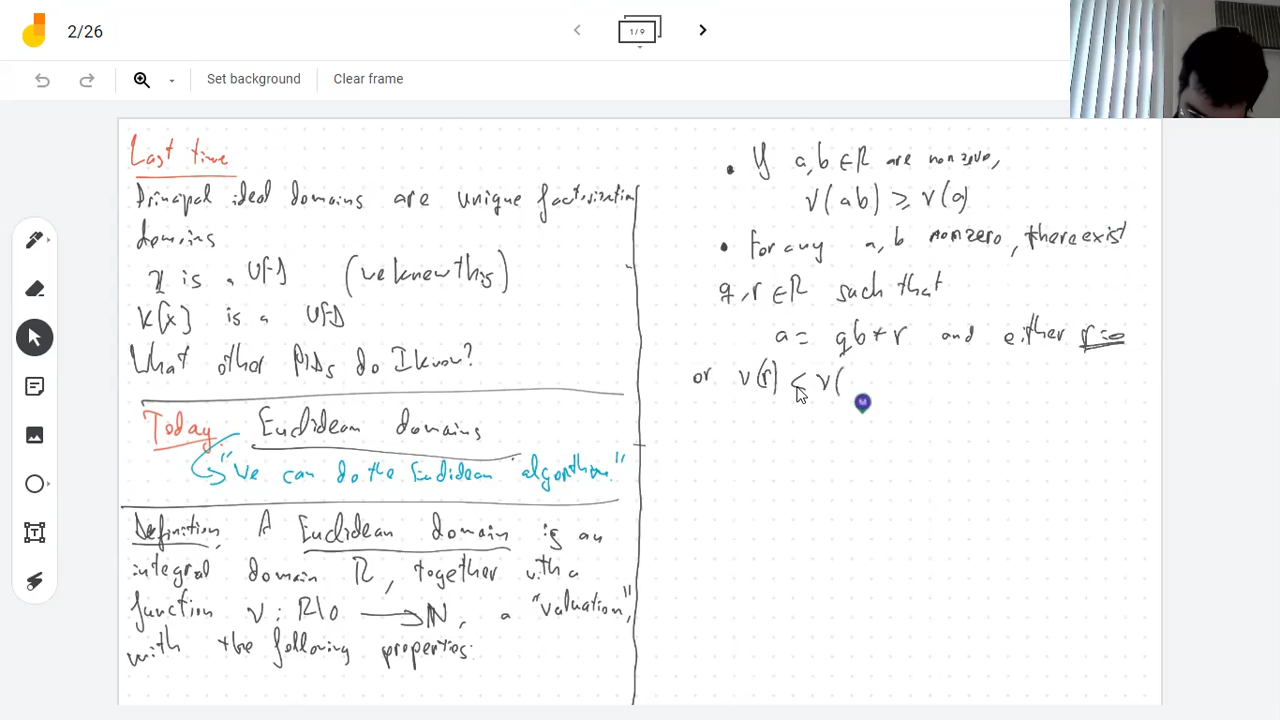 2/26
1/9
Set background
Clear frame
Last time
Principal ideal domains are unique factorization
domains
ℤ is a UFD (we knew this)
k[x] is a UFD
What other PIDs do I know?
Today Euclidean domains
"We can do the Euclidean algorithm."
Definition. A Euclidean domain is an
integral domain R, together with a
function ν: R\0 → ℕ, a "valuation",
with the following properties:
• If a,b ∈ R are nonzero,
ν(ab) ≥ ν(a)
• For any a, b nonzero, there exist
q, r ∈ R such that
a = qb + r and either r=0
or ν(r) < ν(
M